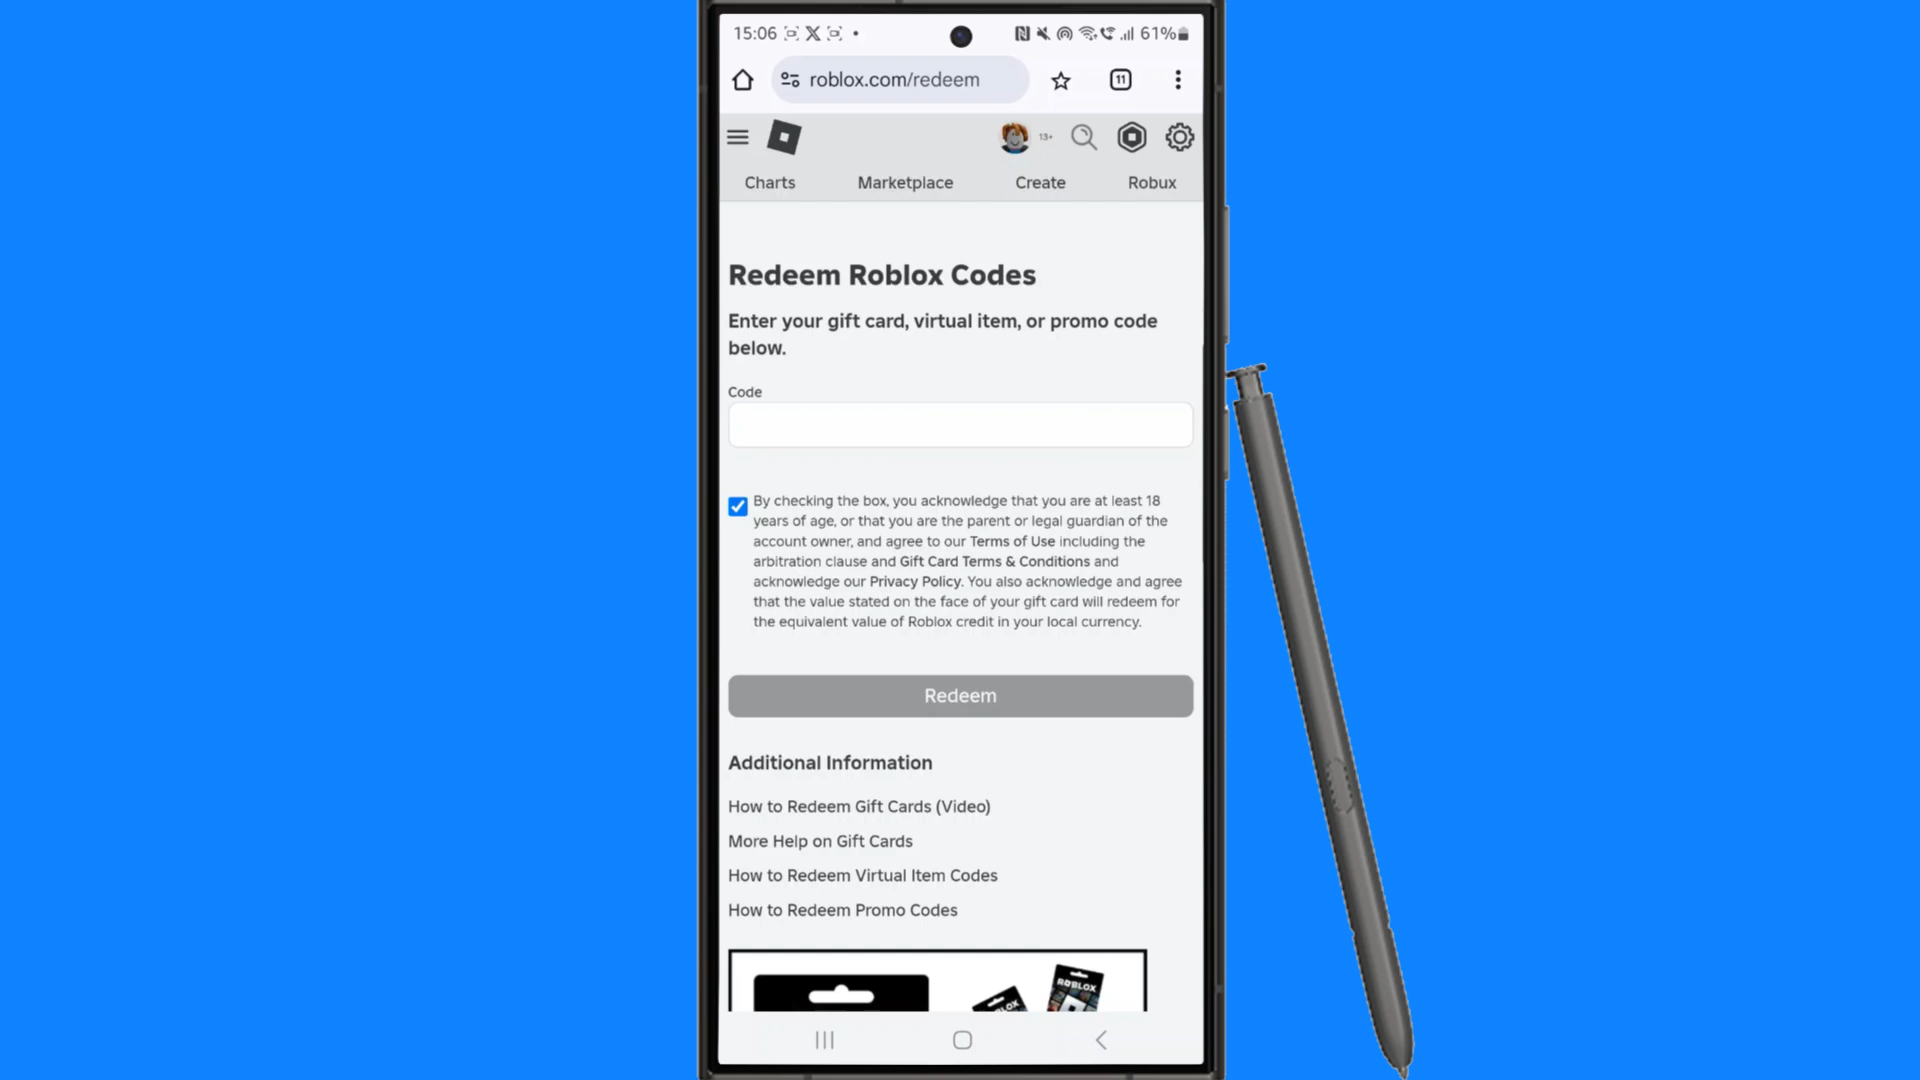 15:06
61%
roblox.com/redeem
11
13+
Charts Marketplace Create Robux
Redeem Roblox Codes
Enter your gift card, virtual item, or promo code
below.
Code
By checking the box, you acknowledge that you are at least 18
years of age, or that you are the parent or legal guardian of the
account owner, and agree to our Terms of Use including the
arbitration clause and Gift Card Terms & Conditions and
acknowledge our Privacy Policy. You also acknowledge and agree
that the value stated on the face of your gift card will redeem for
the equivalent value of Roblox credit in your local currency.
Redeem
Additional Information
How to Redeem Gift Cards (Video)
More Help on Gift Cards
How to Redeem Virtual Item Codes
How to Redeem Promo Codes
ROBLOX